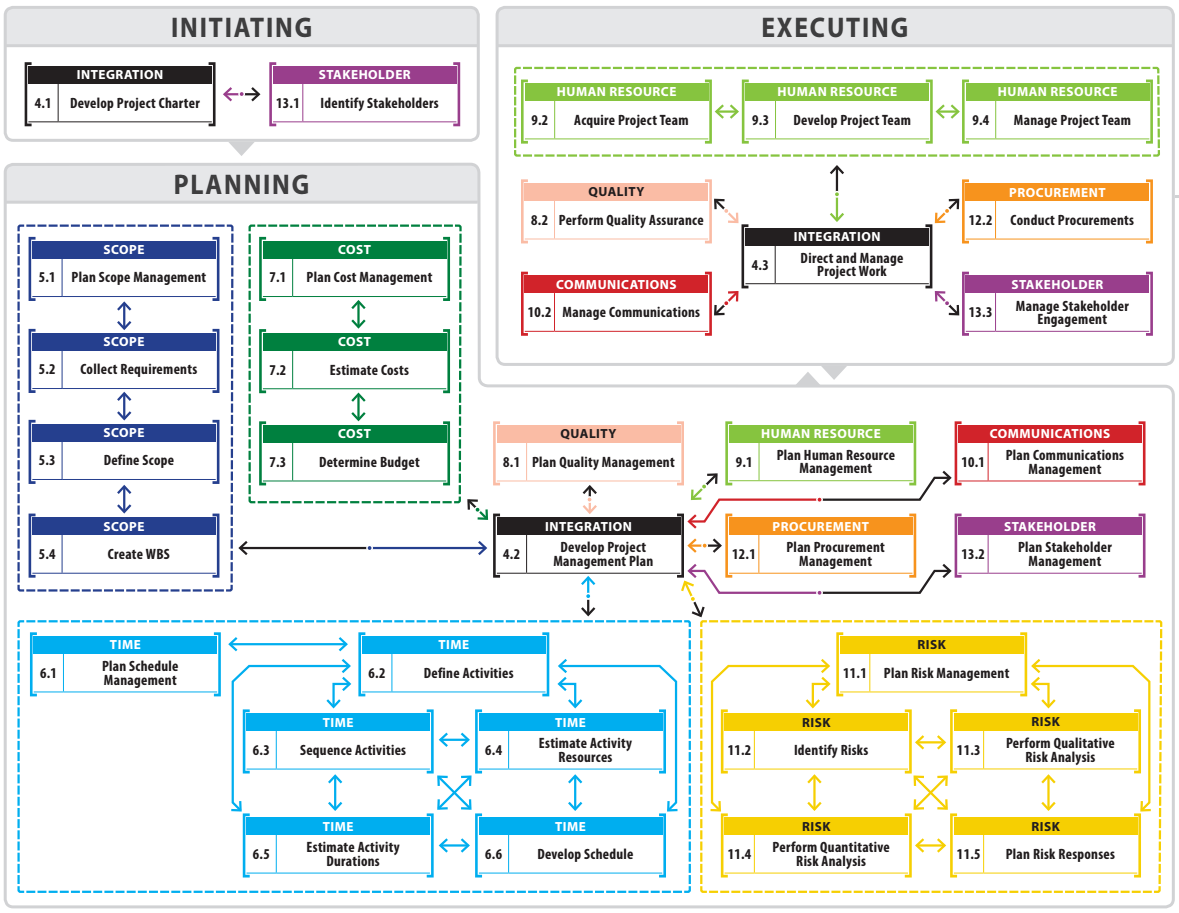 INITIATING
INTEGRATION
4.1
Develop Project Charter
STAKEHOLDER
13.1
Identify Stakeholders
EXECUTING
HUMAN RESOURCE
9.2
Acquire Project Team
HUMAN RESOURCE
9.3
Develop Project Team
HUMAN RESOURCE
9.4
Manage Project Team
QUALITY
8.2
Perform Quality Assurance
PROCUREMENT
12.2
Conduct Procurements
INTEGRATION
4.3
Direct and Manage
Project Work
COMMUNICATIONS
10.2
Manage Communications
STAKEHOLDER
13.3
Manage Stakeholder
Engagement
PLANNING
SCOPE
5.1
Plan Scope Management
SCOPE
5.2
Collect Requirements
SCOPE
5.3
Define Scope
SCOPE
5.4
Create WBS
COST
7.1
Plan Cost Management
COST
7.2
Estimate Costs
COST
7.3
Determine Budget
QUALITY
8.1
Plan Quality Management
HUMAN RESOURCE
9.1
Plan Human Resource
Management
COMMUNICATIONS
10.1
Plan Communications
Management
INTEGRATION
4.2
Develop Project
Management Plan
PROCUREMENT
12.1
Plan Procurement
Management
STAKEHOLDER
13.2
Plan Stakeholder
Management
TIME
6.1
Plan Schedule
Management
TIME
6.2
Define Activities
TIME
6.3
Sequence Activities
TIME
6.4
Estimate Activity
Resources
TIME
6.5
Estimate Activity
Durations
TIME
6.6
Develop Schedule
RISK
11.1
Plan Risk Management
RISK
11.2
Identify Risks
RISK
11.3
Perform Qualitative
Risk Analysis
RISK
11.4
Perform Quantitative
Risk Analysis
RISK
11.5
Plan Risk Responses